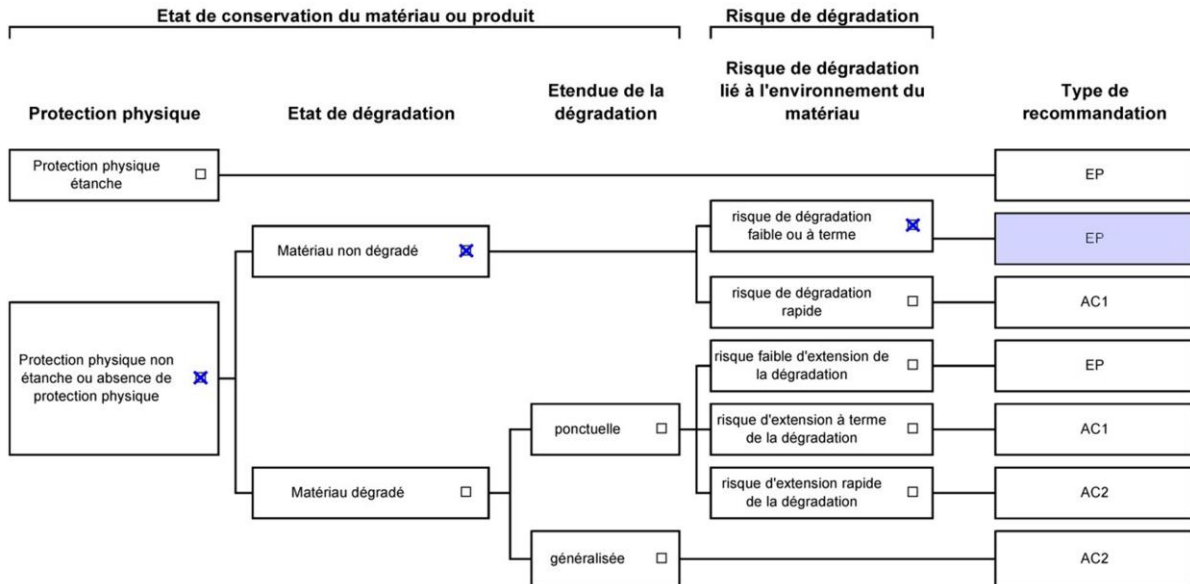 Etat de conservation du matériau ou produit
Risque de dégradation
Protection physique
Etat de dégradation
Etendue de la
dégradation
Risque de dégradation
lié à l'environnement du
matériau
Type de
recommandation
Protection physique
étanche
EP
risque de dégradation
faible ou à terme
EP
Matériau non dégradé
risque de dégradation
rapide
AC1
Protection physique non
étanche ou absence de
protection physique
risque faible d'extension de
la dégradation
EP
ponctuelle
risque d'extension à terme
de la dégradation
AC1
Matériau dégradé
risque d'extension rapide
de la dégradation
AC2
généralisée
AC2